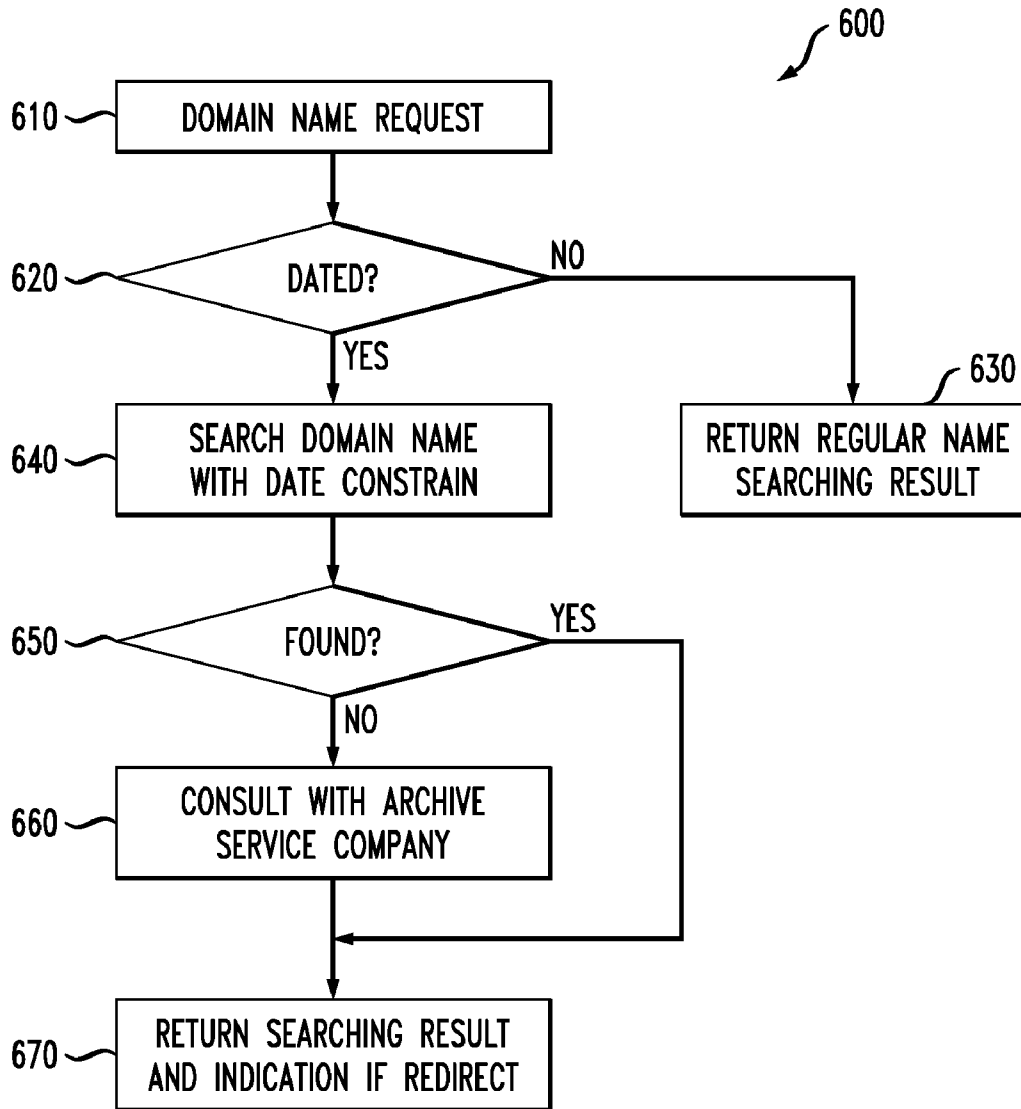 600
610
DOMAIN NAME REQUEST
620
DATED?
NO
YES
630
640
SEARCH DOMAIN NAME
WITH DATE CONSTRAIN
RETURN REGULAR NAME
SEARCHING RESULT
650
FOUND?
YES
NO
660
CONSULT WITH ARCHIVE
SERVICE COMPANY
670
RETURN SEARCHING RESULT
AND INDICATION IF REDIRECT